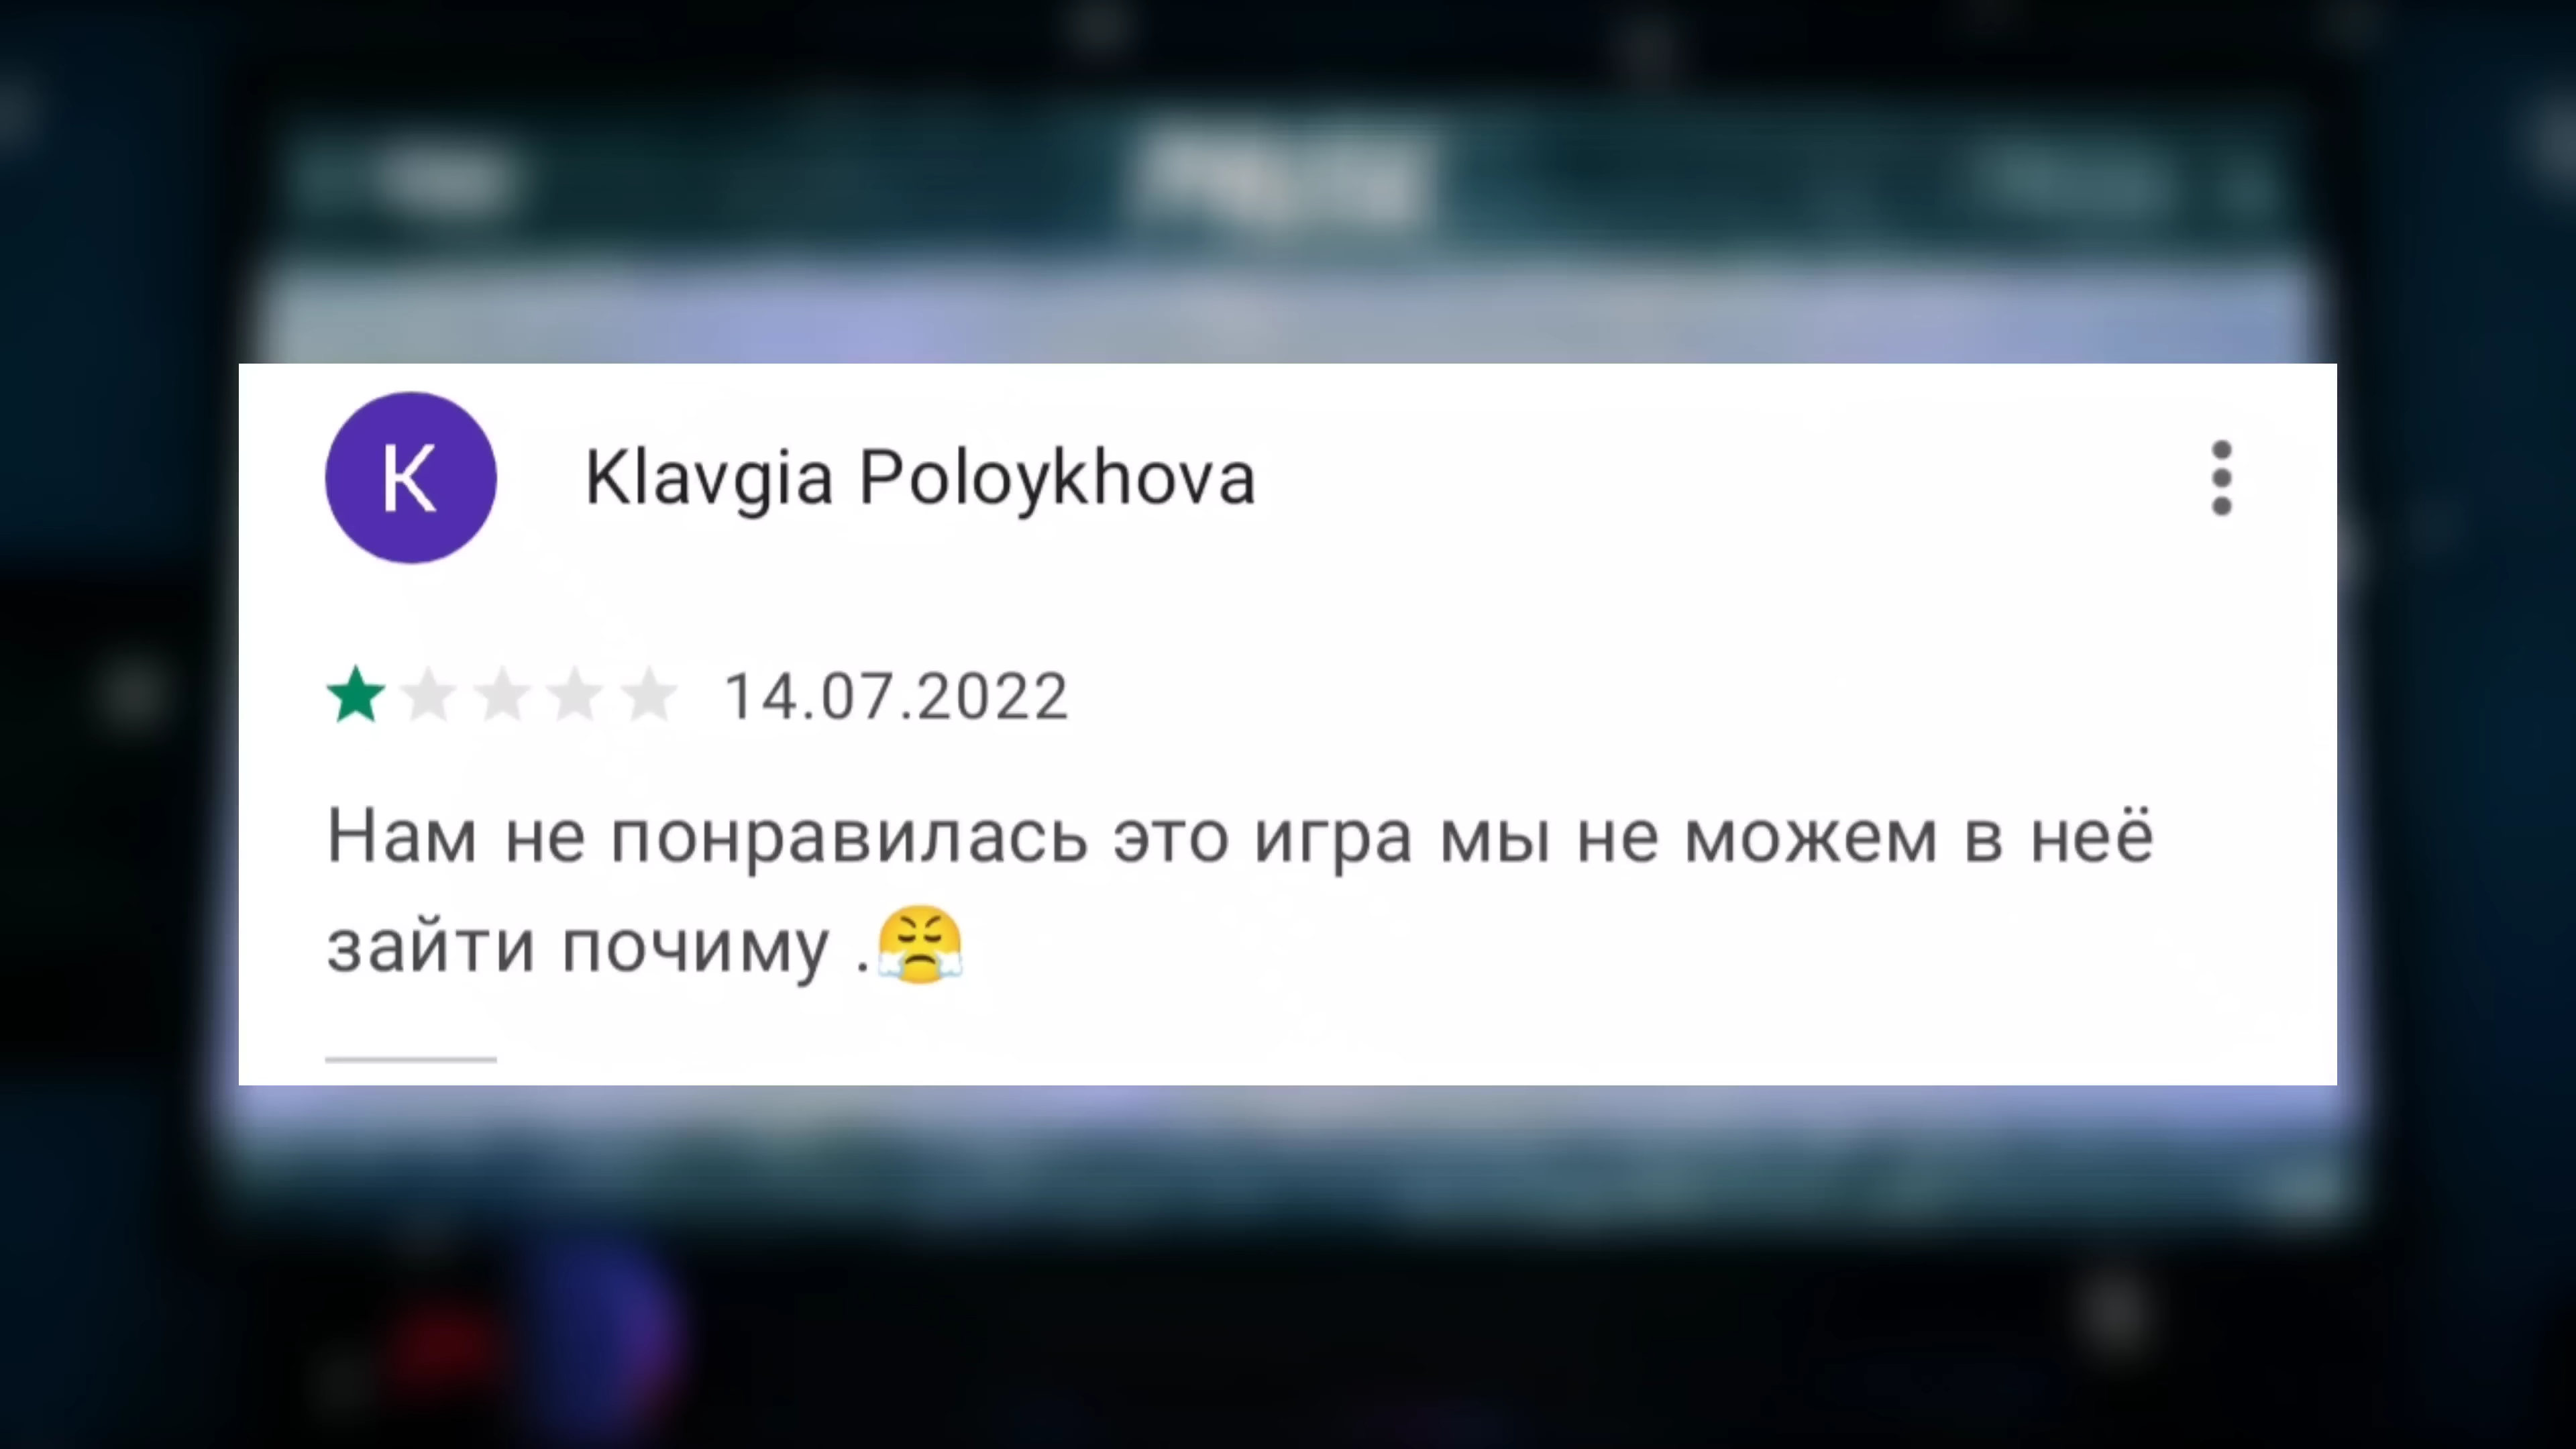 K
Klavgia Poloykhova
14.07.2022
Нам не понравилась это игра мы не можем в неё
зайти почиму .😤